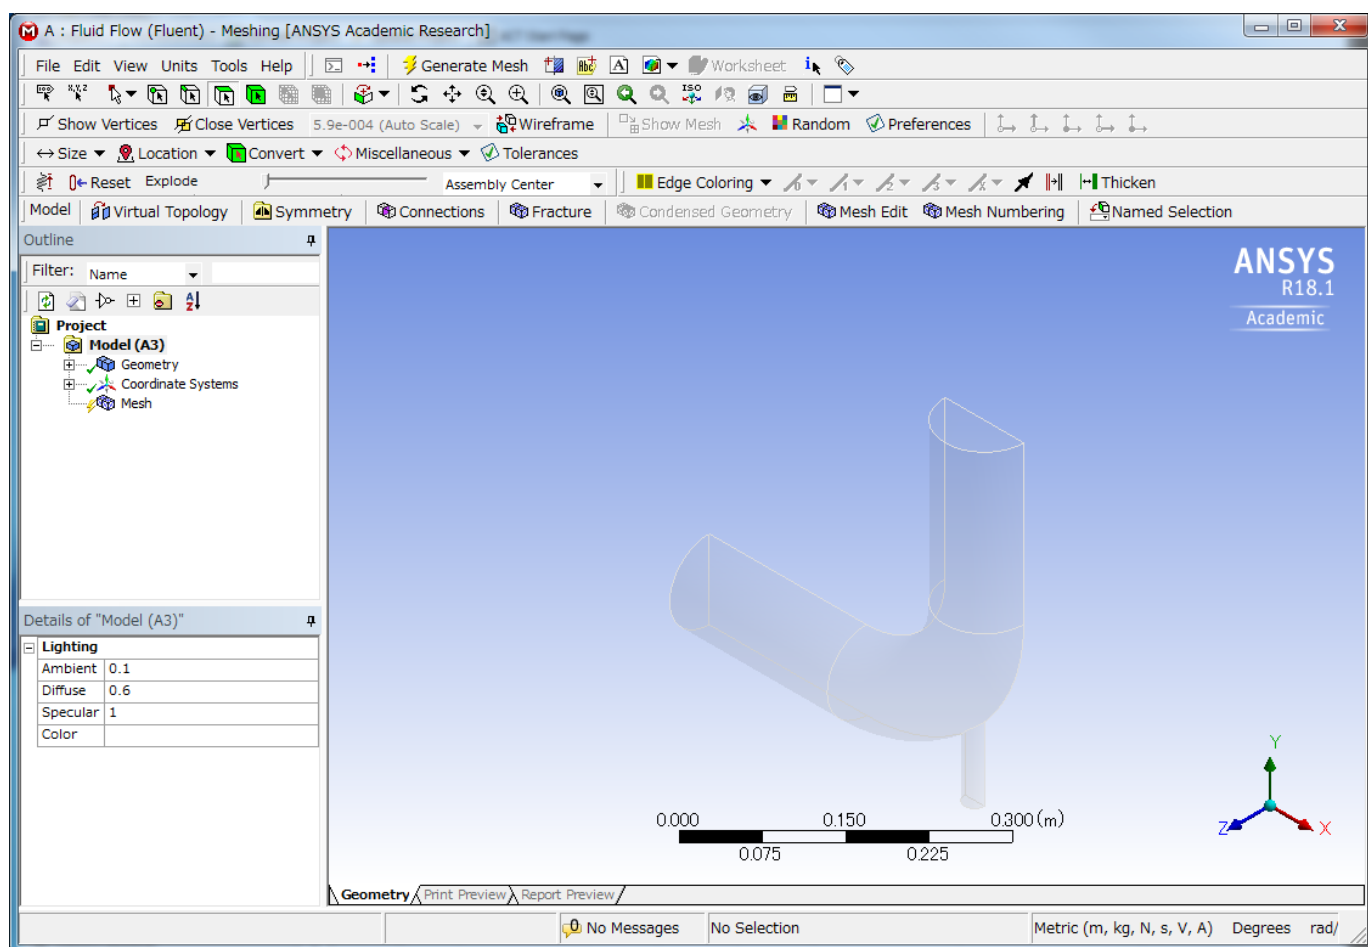 A : Fluid Flow (Fluent) - Meshing [ANSYS Academic Research]
File Edit View Units Tools Help Generate Mesh Worksheet
Show Vertices Close Vertices 5.9e-004 (Auto Scale) Wireframe Show Mesh Random Preferences
Size Location Convert Miscellaneous Tolerances
Reset Explode Assembly Center Edge Coloring Thicken
Model Virtual Topology Symmetry Connections Fracture Condensed Geometry Mesh Edit Mesh Numbering Named Selection
Outline
Filter: Name
Project
Model (A3)
Geometry
Coordinate Systems
Mesh
Details of "Model (A3)"
Lighting
Ambient 0.1
Diffuse 0.6
Specular 1
Color
ANSYS
R18.1
Academic
Y
Z X
0.000 0.150 0.300 (m)
0.075 0.225
Geometry Print Preview Report Preview
0 No Messages No Selection Metric (m, kg, N, s, V, A) Degrees rad/